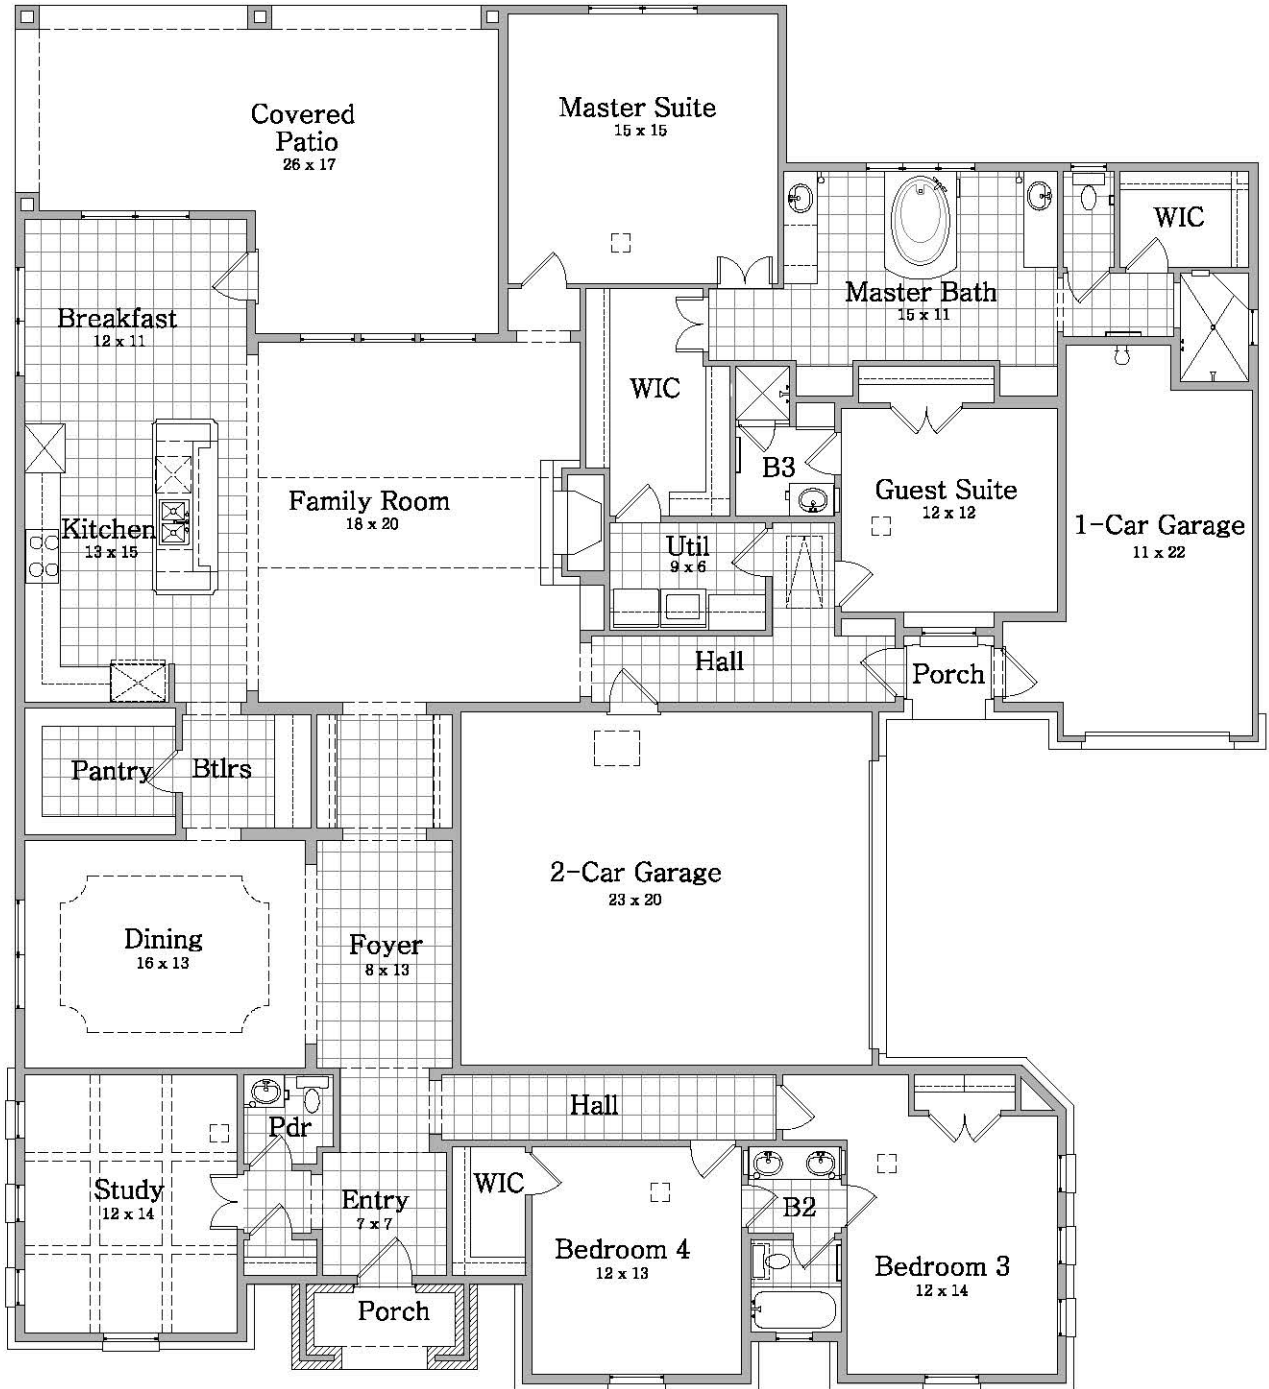 Covered
Patio
26 x 17
Master Suite
15 x 15
WIC
Master Bath
15 x 11
Breakfast
12 x 11
WIC
B3
Guest Suite
12 x 12
Family Room
18 x 20
Kitchen
13 x 15
Util
9 x 6
1-Car Garage
11 x 22
Hall
Porch
Pantry
Btlrs
2-Car Garage
23 x 20
Dining
16 x 13
Foyer
8 x 13
Hall
Pdr
Study
12 x 14
Entry
7 x 7
WIC
B2
Bedroom 4
12 x 13
Bedroom 3
12 x 14
Porch